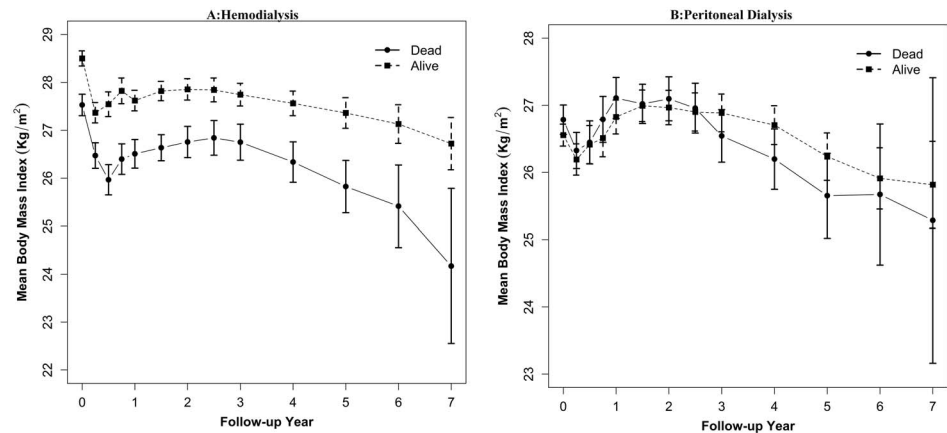 A:Hemodialysis
29
28
27
26
25
24
23
22
Mean Body Mass Index (Kg/m²)
Dead
Alive
0 1 2 3 4 5 6 7
Follow-up Year
B:Peritoneal Dialysis
28
27
26
25
24
23
Mean Body Mass Index (Kg/m²)
Dead
Alive
0 1 2 3 4 5 6 7
Follow-up Year